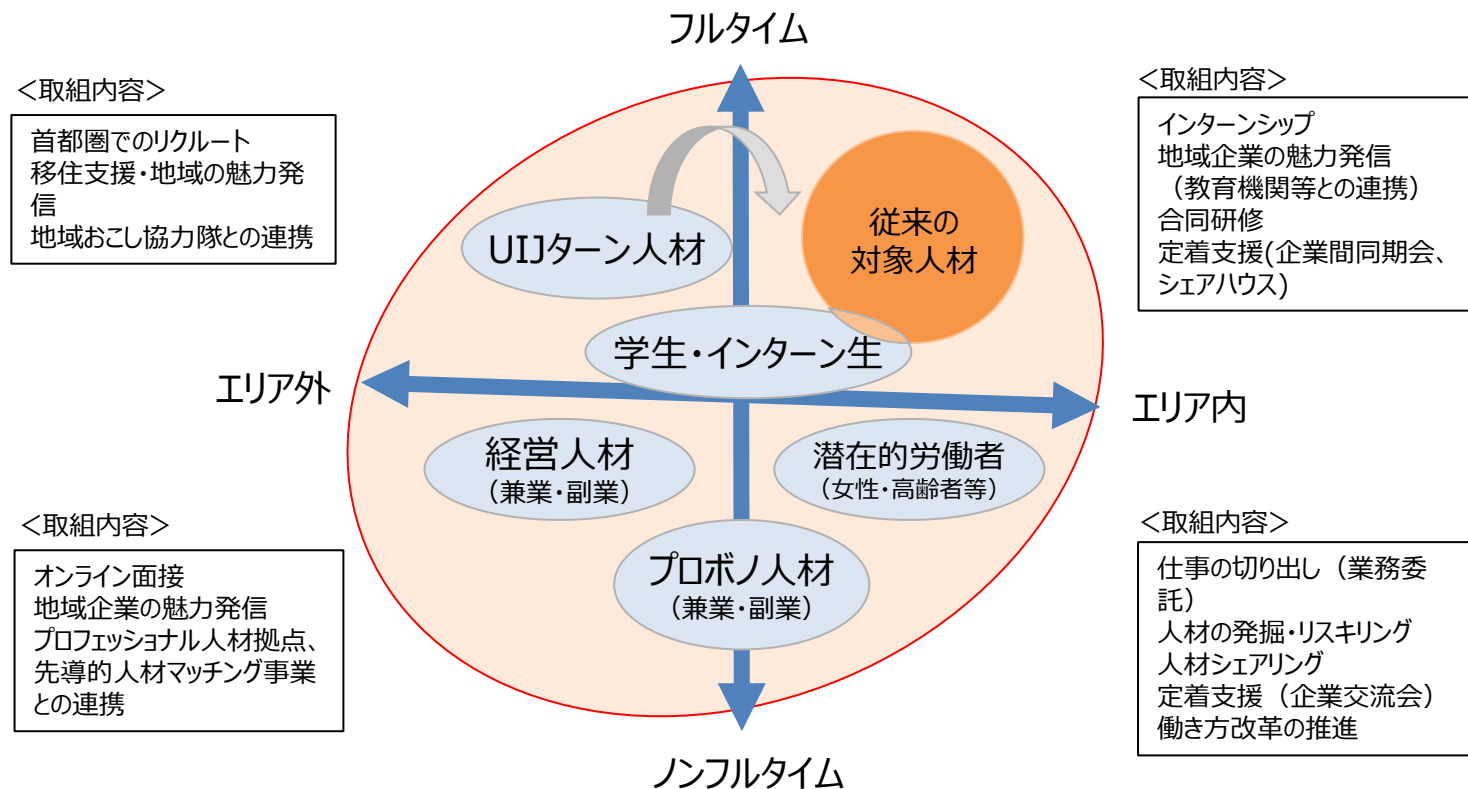 フルタイム
＜取組内容＞
首都圏でのリクルート
移住支援・地域の魅力発
信
地域おこし協力隊との連携
＜取組内容＞
インターンシップ
地域企業の魅力発信
（教育機関等との連携）
合同研修
定着支援(企業間同期会、
シェアハウス)
UIJターン人材
従来の
対象人材
学生・インターン生
エリア外
エリア内
経営人材
（兼業・副業）
潜在的労働者
（女性・高齢者等）
プロボノ人材
（兼業・副業）
＜取組内容＞
オンライン面接
地域企業の魅力発信
プロフェッショナル人材拠点、
先導的人材マッチング事業
との連携
＜取組内容＞
仕事の切り出し（業務委
託）
人材の発掘・リスキリング
人材シェアリング
定着支援（企業交流会）
働き方改革の推進
ノンフルタイム